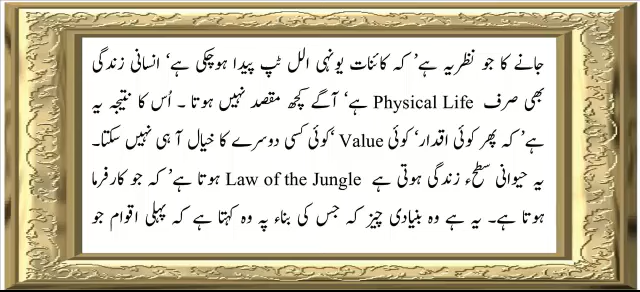 جانے کا جو نظریہ ہے’ کہ کائنات یونہی الل ٹپ پیدا ہوچکی ہے‘ انسانی زندگی
بھی صرف Physical Life ہے‘ آگے کچھ مقصد نہیں ہوتا ۔ اُس کا نتیجہ یہ
ہے’ کہ پھر کوئی اقدار‘ کوئی Value ‘کوئی کسی دوسرے کا خیال آ ہی نہیں سکتا۔
یہ حیوانی سطحِ زندگی ہوتی ہے Law of the Jungle ہوتا ہے’ کہ جو کارفرما
ہوتا ہے۔ یہ ہے وہ بنیادی چیز کہ جس کی بناء پہ وہ کہتا ہے کہ پہلی اقوام جو